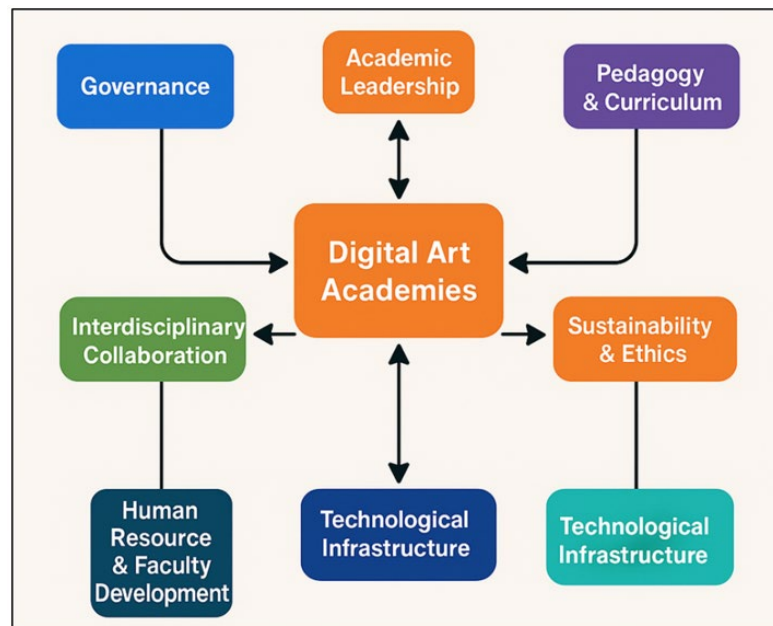 Governance
Academic
Leadership
Pedagogy
& Curriculum
Digital Art
Academies
Interdisciplinary
Collaboration
Sustainability
& Ethics
Human
Resource
& Faculty
Development
Technological
Infrastructure
Technological
Infrastructure